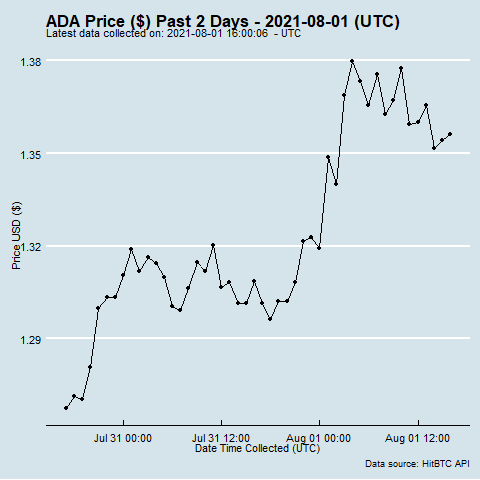 ADA Price ($) Past 2 Days - 2021-08-01 (UTC)
Latest data collected on: 2021-08-01 16:00:06 - UTC
1.38
1.35
1.32
1.29
Price USD ($)
Jul 31 00:00 Jul 31 12:00 Aug 01 00:00 Aug 01 12:00
Date Time Collected (UTC)
Data source: HitBTC API